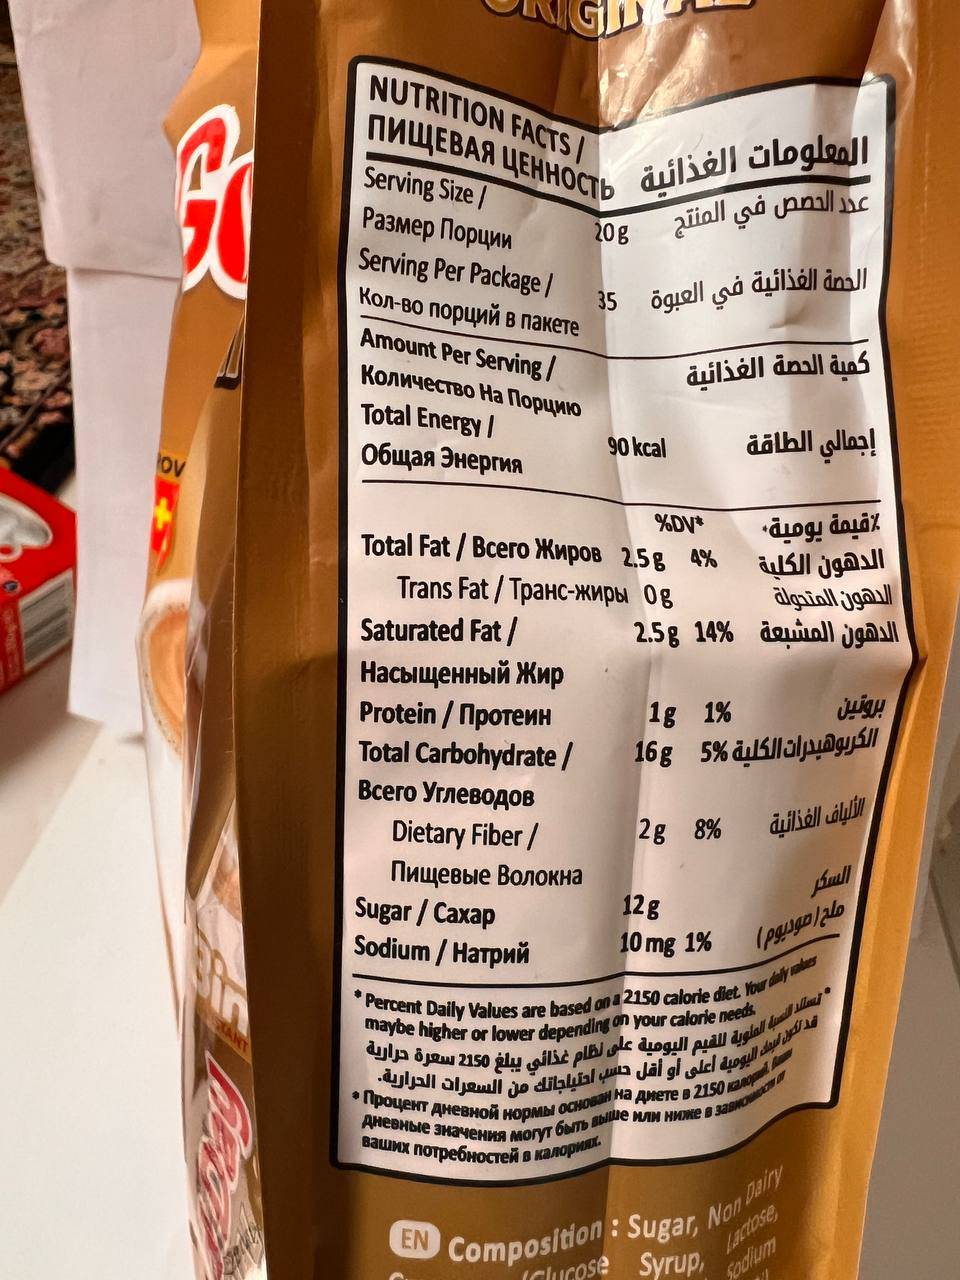 ORIGINAL
Go
NUTRITION FACTS /
ПИЩЕВАЯ ЦЕННОСТЬ المعلومات الغذائية
Serving Size /
Размер Порции 20g عدد الحصص في المنتج
Serving Per Package /
Кол-во порций в пакете 35 الحصة الغذائية في العبوة
Amount Per Serving /
Количество На Порцию كمية الحصة الغذائية
Total Energy /
Общая Энергия 90 kcal إجمالي الطاقة
%DV* ٪قيمة يومية*
Total Fat / Всего Жиров 2.5g 4% الدهون الكلية
Trans Fat / Транс-жиры 0g الدهون المتحولة
Saturated Fat / 2.5g 14% الدهون المشبعة
Насыщенный Жир
Protein / Протеин 1g 1% بروتين
Total Carbohydrate / 16g 5% الكربوهيدرات الكلية
Всего Углеводов
Dietary Fiber / 2g 8% الألياف الغذائية
Пищевые Волокна
Sugar / Сахар 12g السكر
Sodium / Натрий 10 mg 1% ملح (صوديوم)
* Percent Daily Values are based on a 2150 calorie diet. Your daily values
maybe higher or lower depending on your calorie needs.
* تستند النسبة المئوية للقيم اليومية على نظام غذائي يبلغ 2150 سعرة حرارية
قد تكون قيمك اليومية أعلى أو أقل حسب احتياجاتك من السعرات الحرارية.
* Процент дневной нормы основан на диете в 2150 калорий. Ваши
дневные значения могут быть выше или ниже в зависимости от
ваших потребностей в калориях.
EN Composition : Sugar, Non Dairy
/Glucose Syrup, Lactose,
Sodium